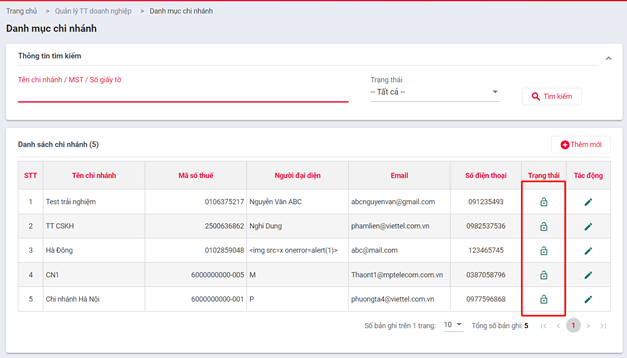 Trang chủ > Quản lý TT doanh nghiệp > Danh mục chi nhánh
Danh mục chi nhánh
Thông tin tìm kiếm
Tên chi nhánh / MST / Số giấy tờ
Trạng thái
-- Tất cả --
Tìm kiếm
Danh sách chi nhánh (5)
Thêm mới
STT Tên chi nhánh Mã số thuế Người đại diện Email Số điện thoại Trạng thái Tác động
1 Test trải nghiệm 0106375217 Nguyễn Văn ABC abcnguyenvan@gmail.com 091235493
2 TT CSKH 2500636862 Nghi Dung phamlien@viettel.com.vn 0982537536
3 Hà Đông 0102859048 <img src=x onerror=alert(1)> abc@mail.com 123465745
4 CN1 6000000000-005 M Thaont1@mptelecom.com.vn 0387058796
5 Chi nhánh Hà Nội 6000000000-001 P phuongta4@viettel.com.vn 0977596868
Số bản ghi trên 1 trang: 10 Tổng số bản ghi: 5 1